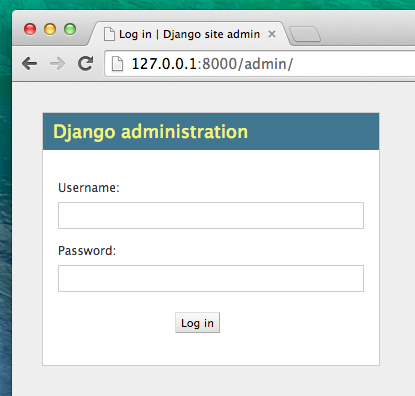 Log in | Django site admin
127.0.0.1:8000/admin/
Django administration
Username:
Password:
Log in